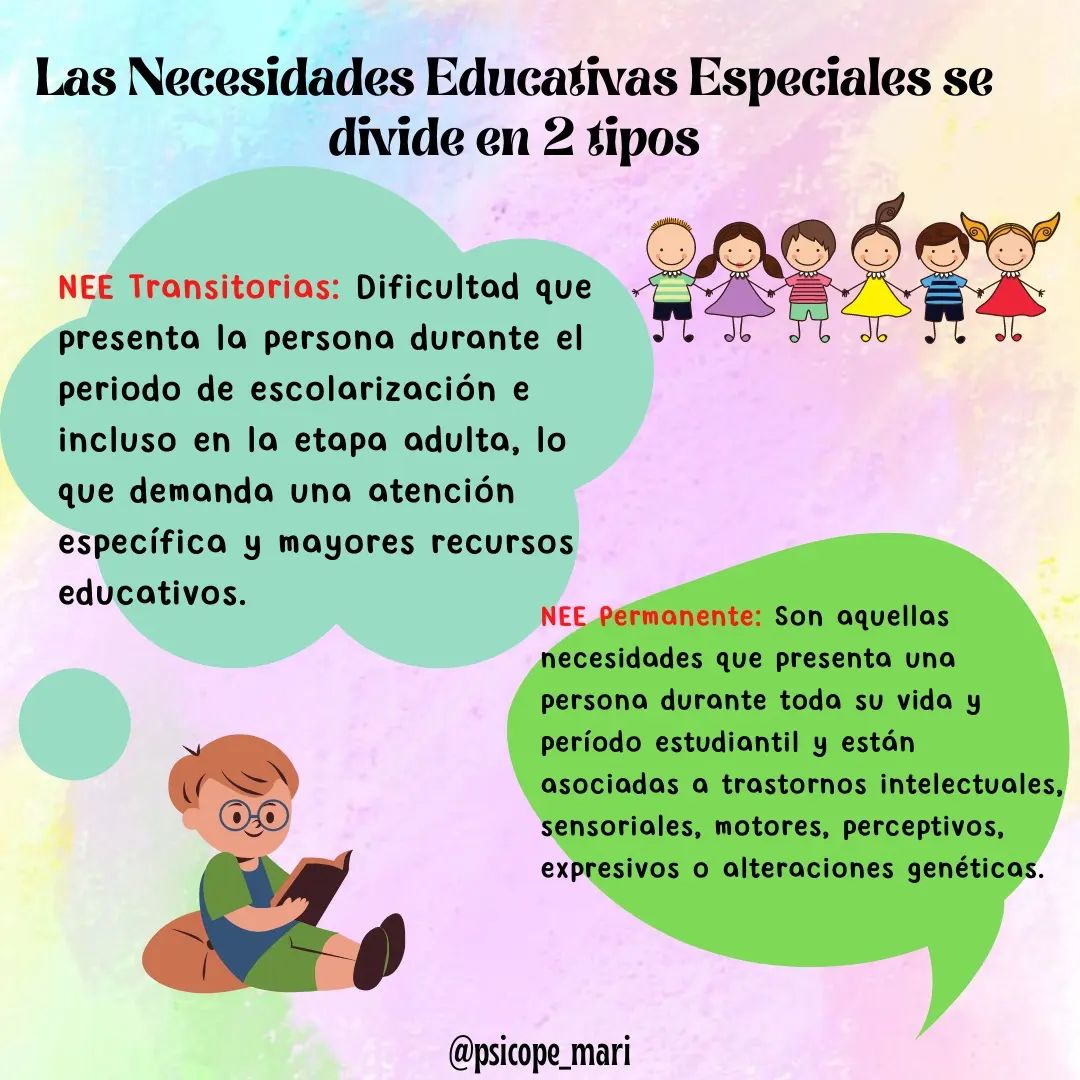 Las Necesidades Educativas Especiales se
divide en 2 tipos
NEE Transitorias: Dificultad que
presenta la persona durante el
periodo de escolarización e
incluso en la etapa adulta, lo
que demanda una atención
específica y mayores recursos
educativos.
NEE Permanente: Son aquellas
necesidades que presenta una
persona durante toda su vida y
período estudiantil y están
asociadas a trastornos intelectuales,
sensoriales, motores, perceptivos,
expresivos o alteraciones genéticas.
@psicope_mari